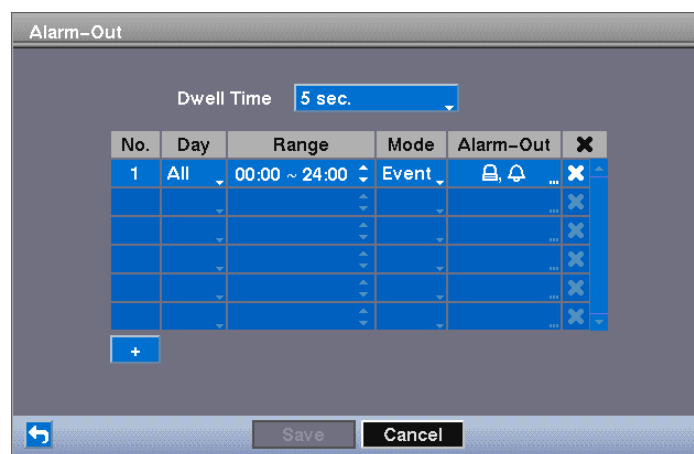 Alarm-Out
Dwell Time 5 sec.
No. Day Range Mode Alarm-Out
1 All 00:00 ~ 24:00 Event , ...
+
Save Cancel